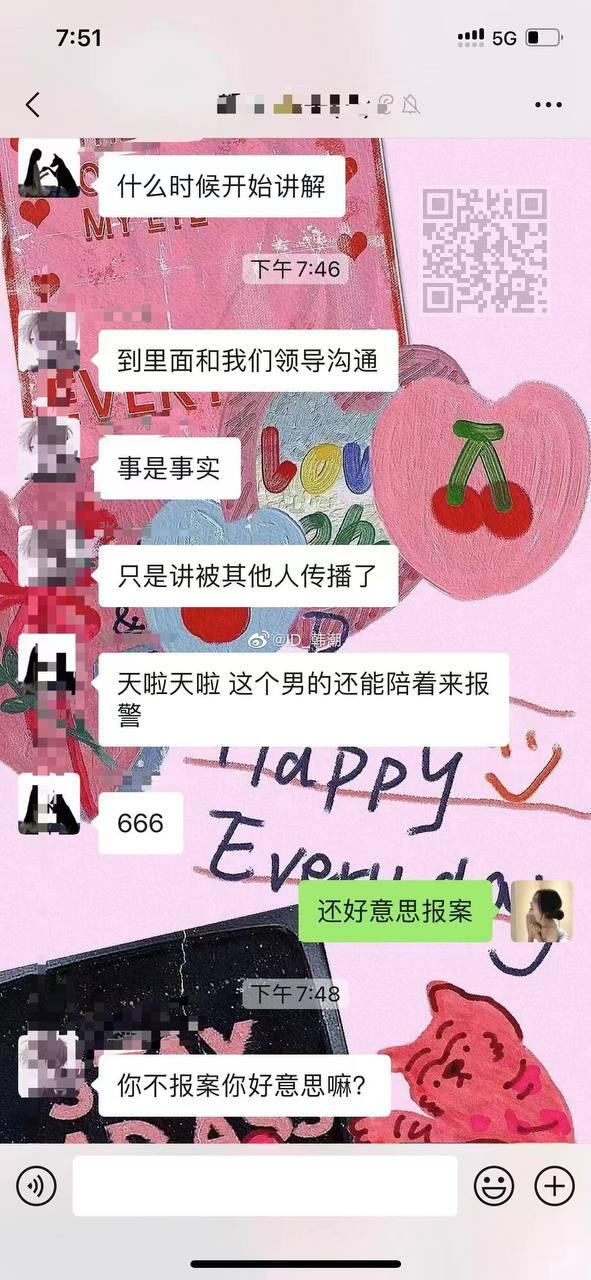 7:51
5G
什么时候开始讲解
MY
下午7:46
到里面和我们领导沟通
EVERY
LOV
事是事实
只是讲被其他人传播了
&
@ID_韩潮
天啦天啦 这个男的还能陪着来报
警
Happy
666
Everyday
还好意思报案
下午7:48
你不报案你好意思嘛?